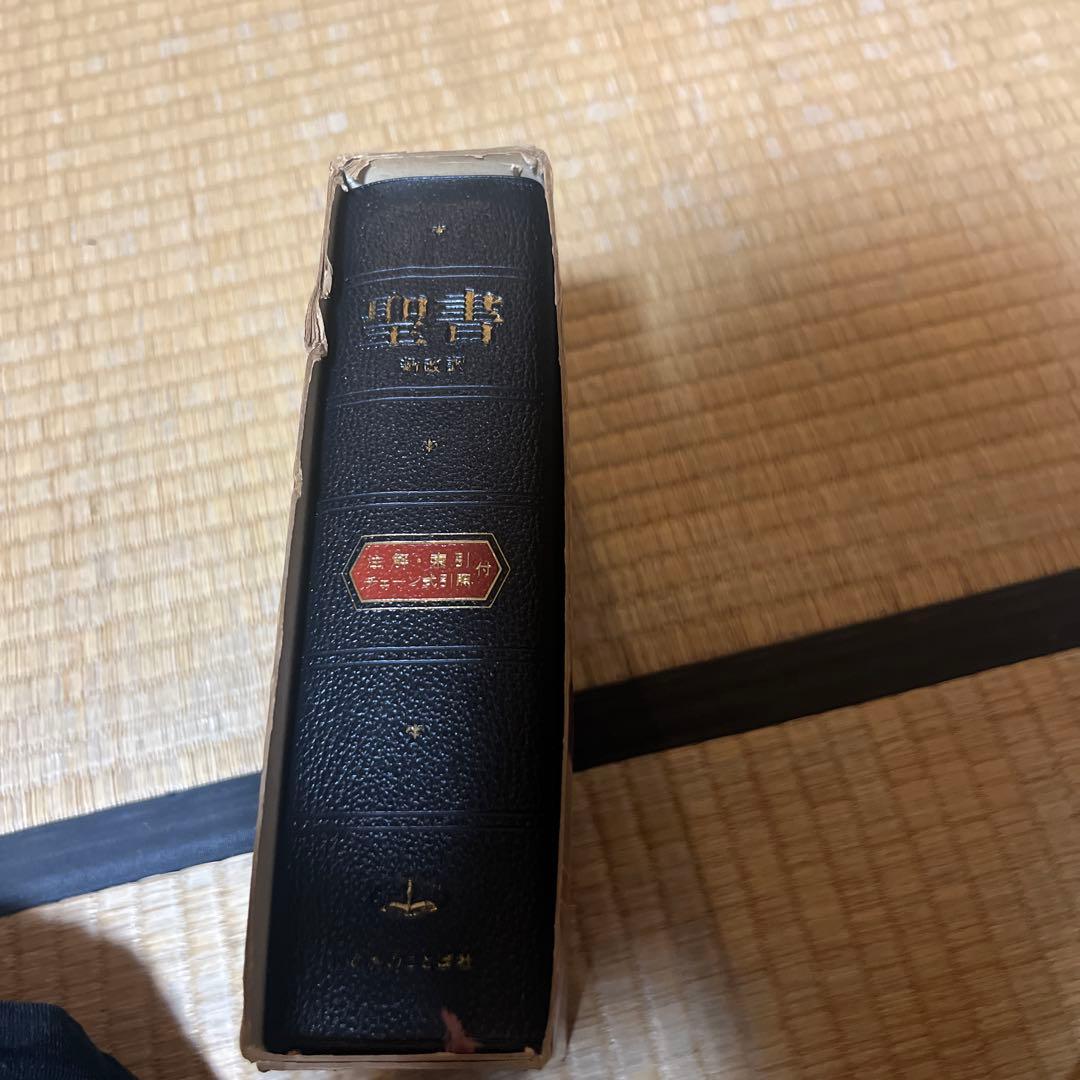 聖書
新改訳
注解・索引
チェーン式引照
付
いのちのことば社